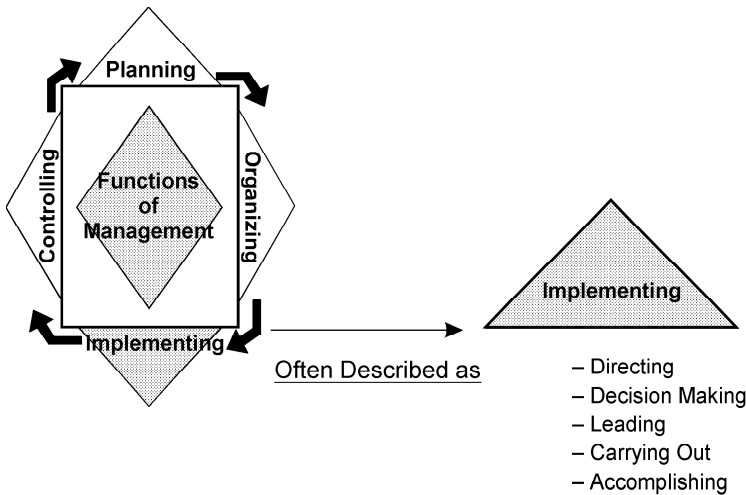 Planning
Controlling
Functions
of
Management
Organizing
Implementing
Often Described as
Implementing
– Directing
– Decision Making
– Leading
– Carrying Out
– Accomplishing